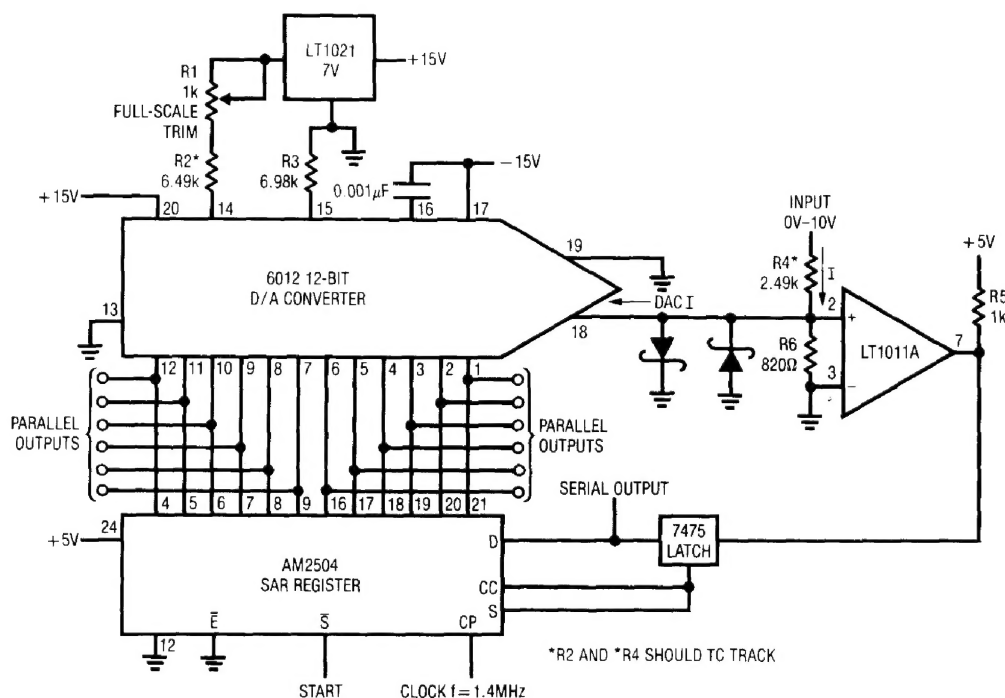 LT1021
7V
+15V
R1
1k
FULL-SCALE
TRIM
R2*
6.49k
R3
6.98k
0.001µF
−15V
+15V
20
14
15
16
17
6012 12-BIT
D/A CONVERTER
19
13
DAC I
18
INPUT
0V–10V
R4*
2.49k
I
+5V
R5
1k
2
+
LT1011A
7
R6
820Ω
3
−
12
11
10
9
8
7
6
5
4
3
2
1
PARALLEL
OUTPUTS
PARALLEL
OUTPUTS
4
5
6
7
8
9
16
17
18
19
20
21
SERIAL OUTPUT
24
+5V
AM2504
SAR REGISTER
D
7475
LATCH
CC
S
E̅
S̅
CP
12
START
CLOCK f = 1.4MHz
*R2 AND *R4 SHOULD TC TRACK